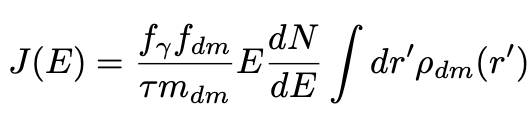 J(E) = \frac{f_\gamma f_{dm}}{\tau m_{dm}} E \frac{dN}{dE} \int dr' \rho_{dm}(r')